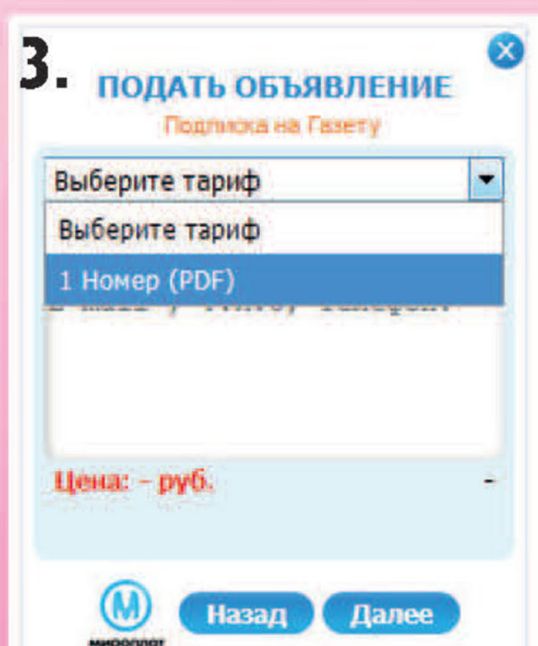 3.
ПОДАТЬ ОБЪЯВЛЕНИЕ
Подписка на Газету
Выберите тариф
Выберите тариф
1 Номер (PDF)
Цена: - руб. -
Назад Далее